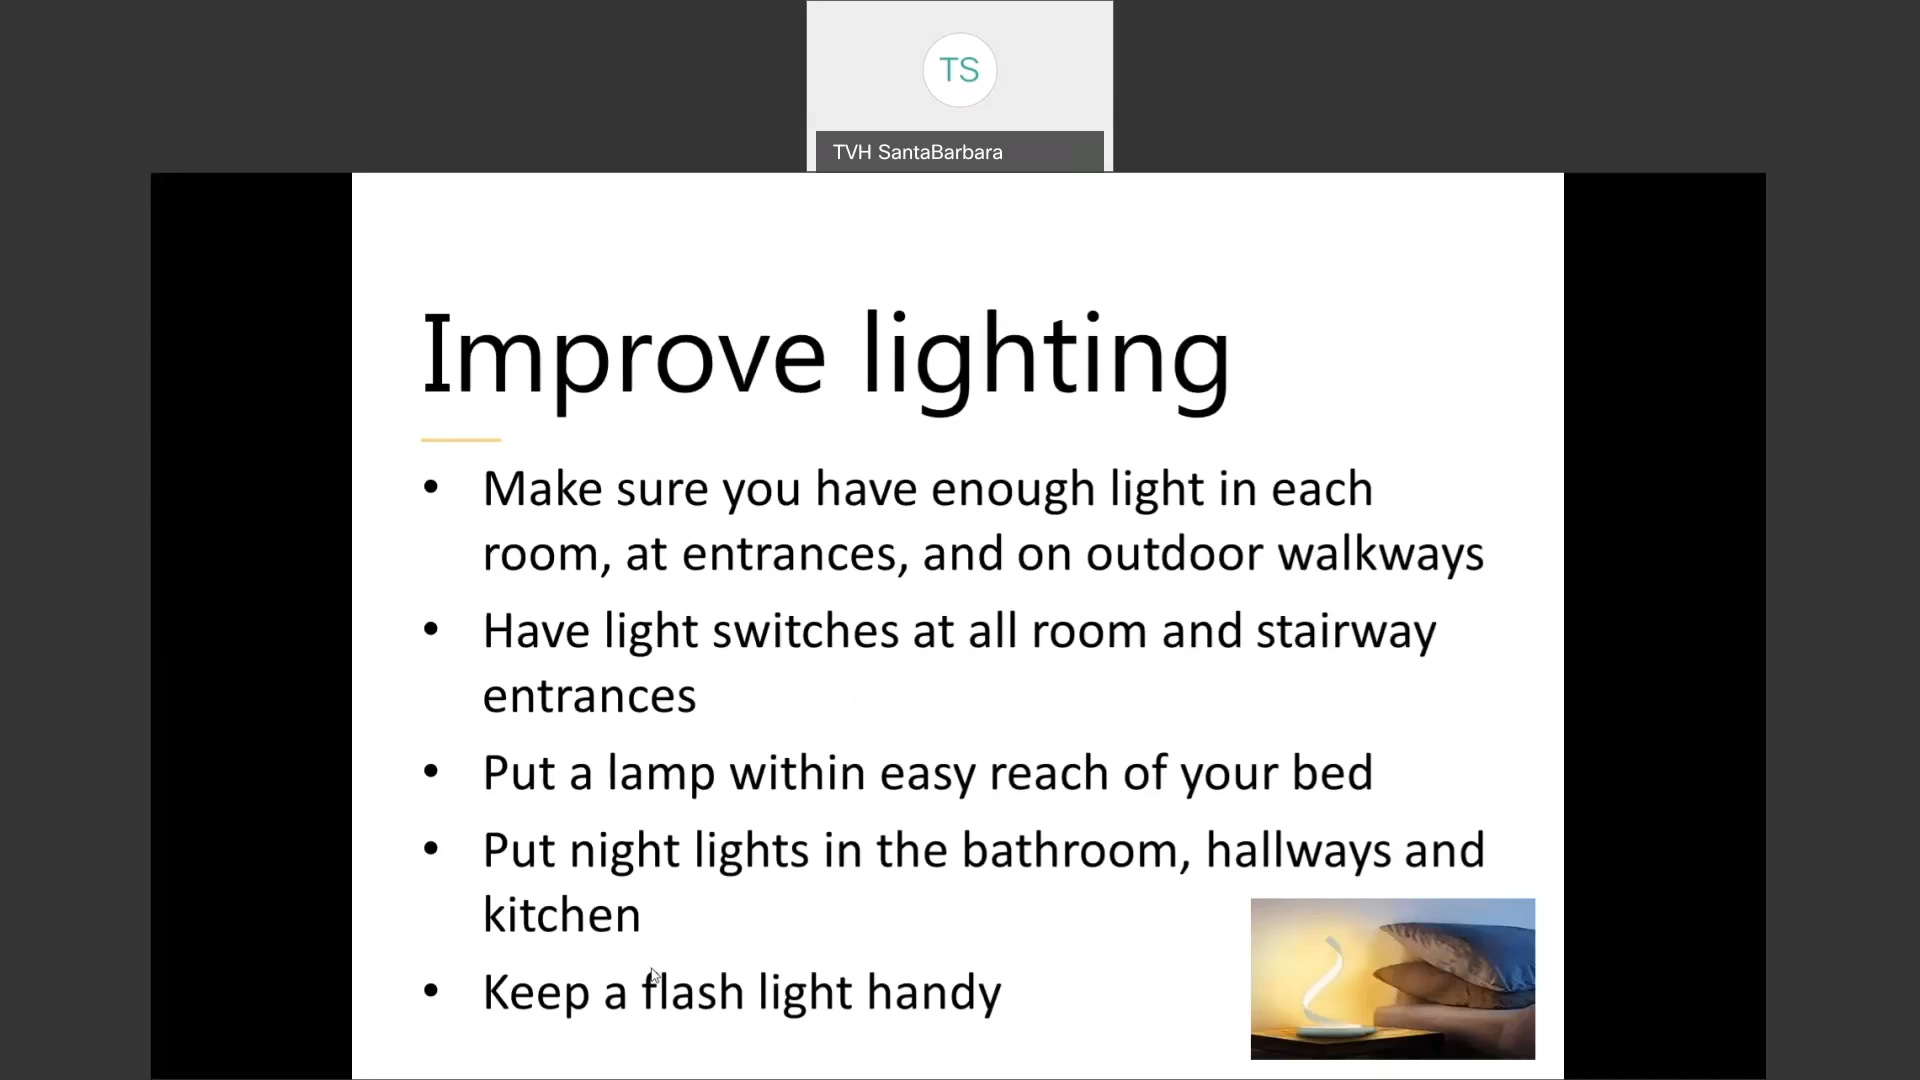 TS
TVH SantaBarbara
Improve lighting
• Make sure you have enough light in each
room, at entrances, and on outdoor walkways
• Have light switches at all room and stairway
entrances
• Put a lamp within easy reach of your bed
• Put night lights in the bathroom, hallways and
kitchen
• Keep a flash light handy